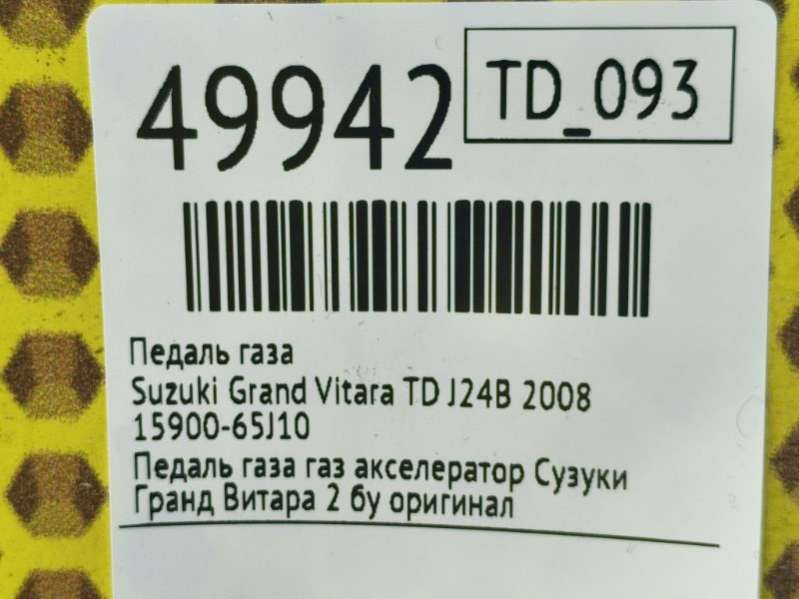 49942
TD_093
Педаль газа
Suzuki Grand Vitara TD J24B 2008
15900-65J10
Педаль газа газ акселератор Сузуки
Гранд Витара 2 бу оригинал